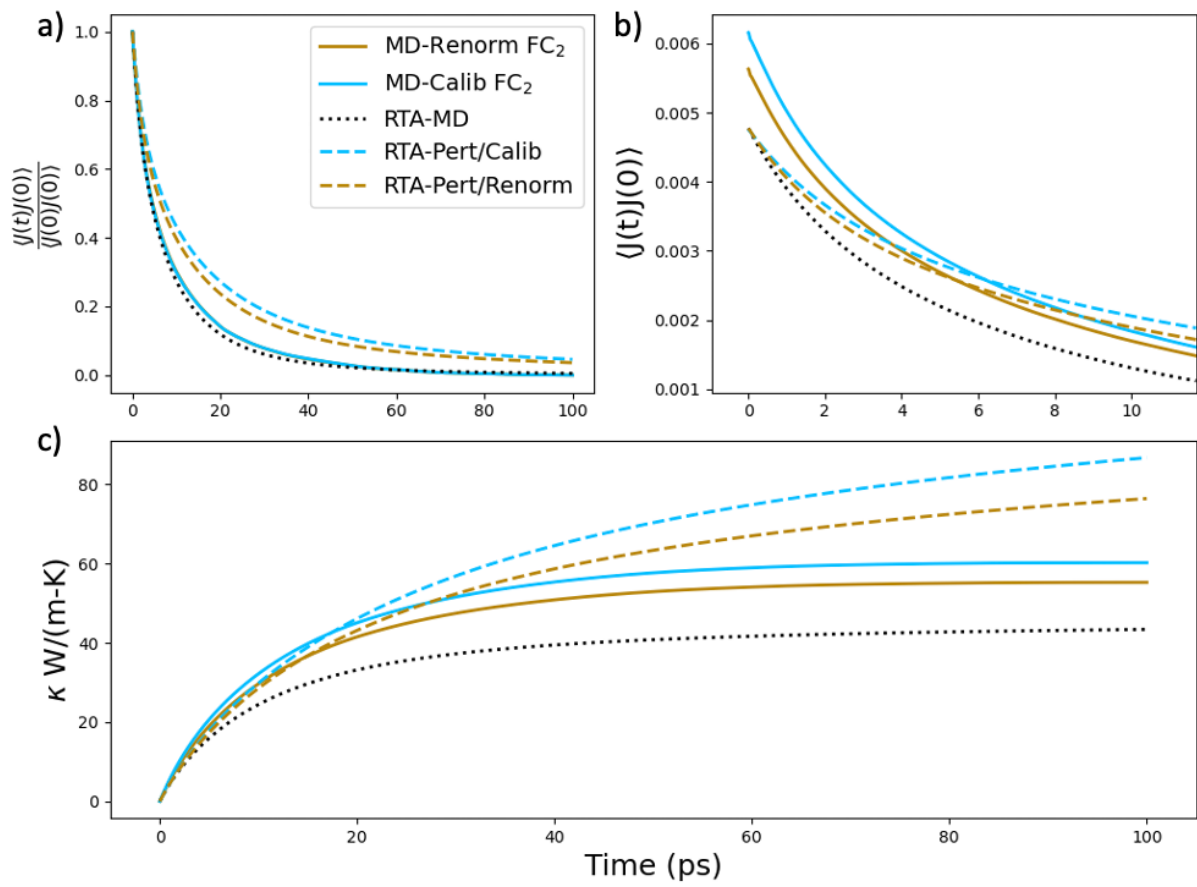 a)
1.0
0.8
0.6
0.4
0.2
0.0
⟨J(t)J(0)⟩
⟨J(0)J(0)⟩
MD-Renorm FC₂
MD-Calib FC₂
RTA-MD
RTA-Pert/Calib
RTA-Pert/Renorm
0 20 40 60 80 100
b)
0.006
0.005
0.004
0.003
0.002
0.001
⟨J(t)J(0)⟩
0 2 4 6 8 10
c)
80
60
40
20
0
κ W/(m-K)
0 20 40 60 80 100
Time (ps)